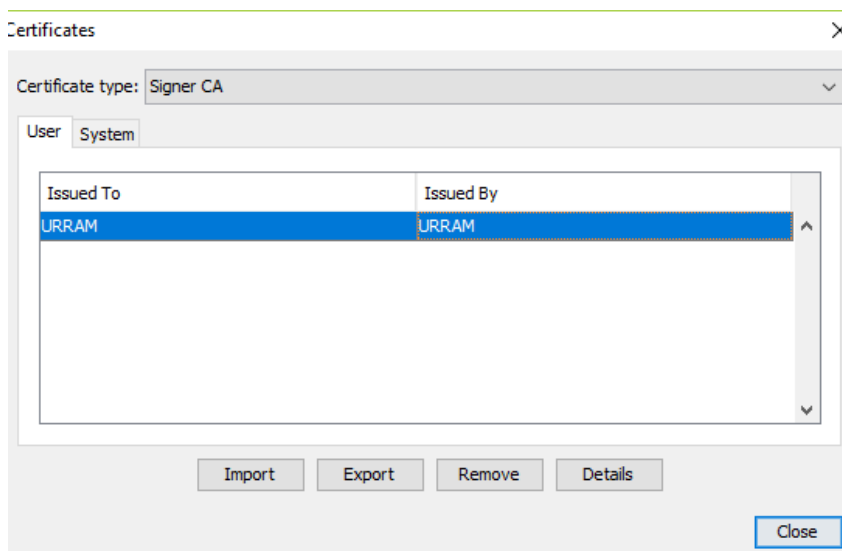 Certificates
Certificate type: Signer CA
User System
Issued To Issued By
URRAM URRAM
Import Export Remove Details
Close